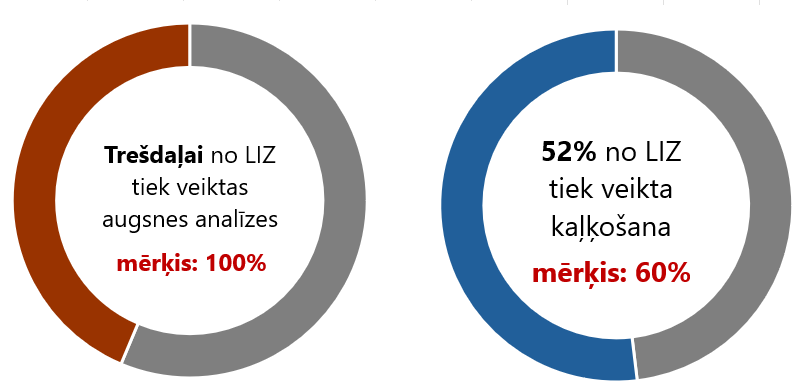 Trešdaļai no LIZ
tiek veiktas
augsnes analīzes
mērķis: 100%
52% no LIZ
tiek veikta
kaļķošana
mērķis: 60%